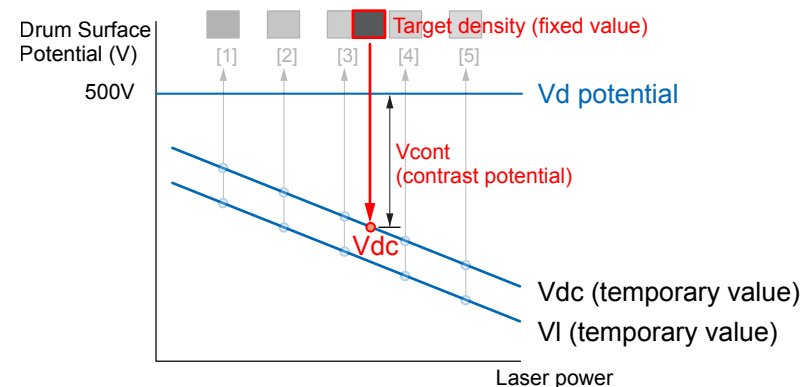 Drum Surface
Potential (V)
Target density (fixed value)
[1]
[2]
[3]
[4]
[5]
500V
Vd potential
Vcont
(contrast potential)
Vdc
Vdc (temporary value)
Vl (temporary value)
Laser power